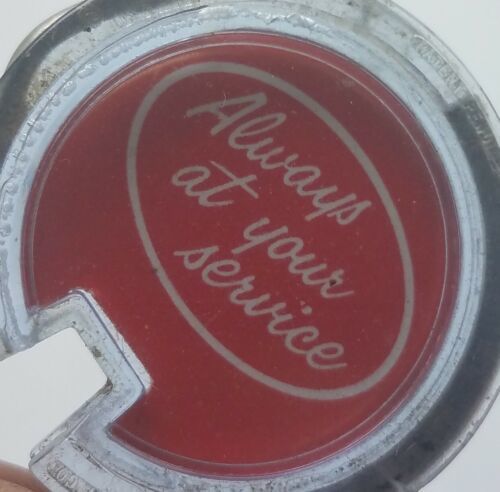 Always
at your
service